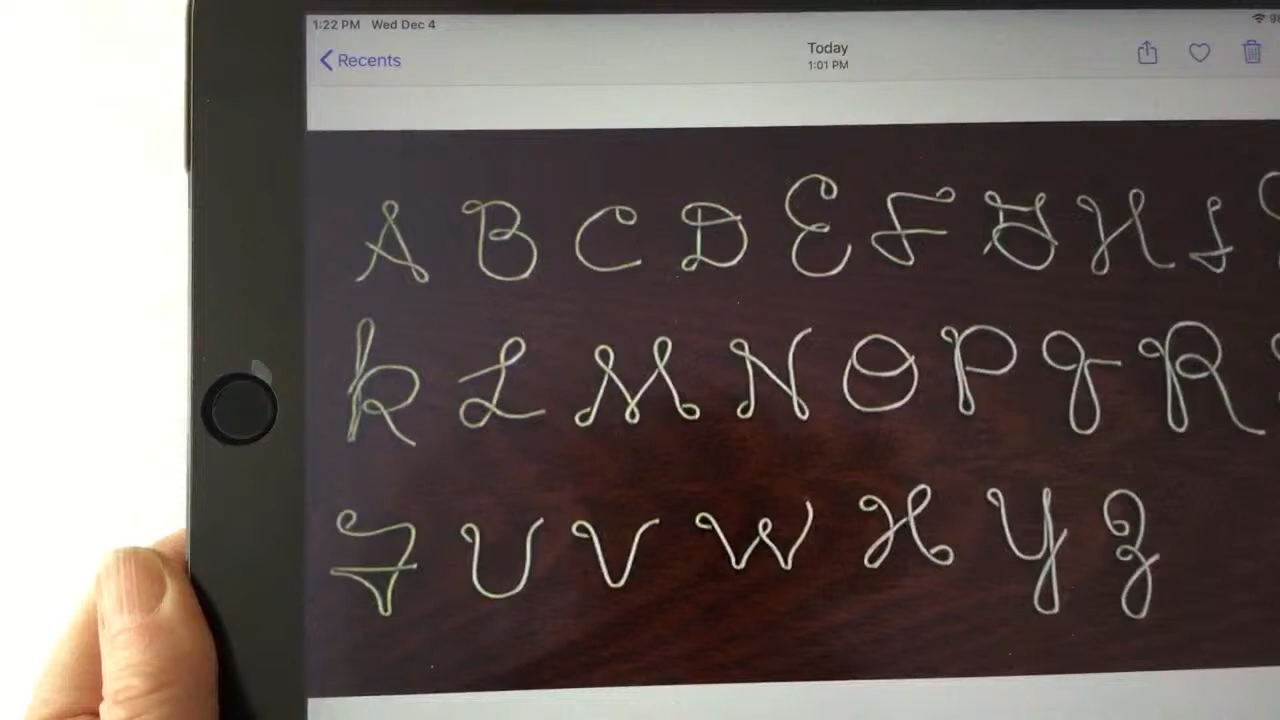 1:22 PM Wed Dec 4
Recents
Today
1:01 PM
A B C D E F G H I
K L M N O P Q R
T U V W X Y Z